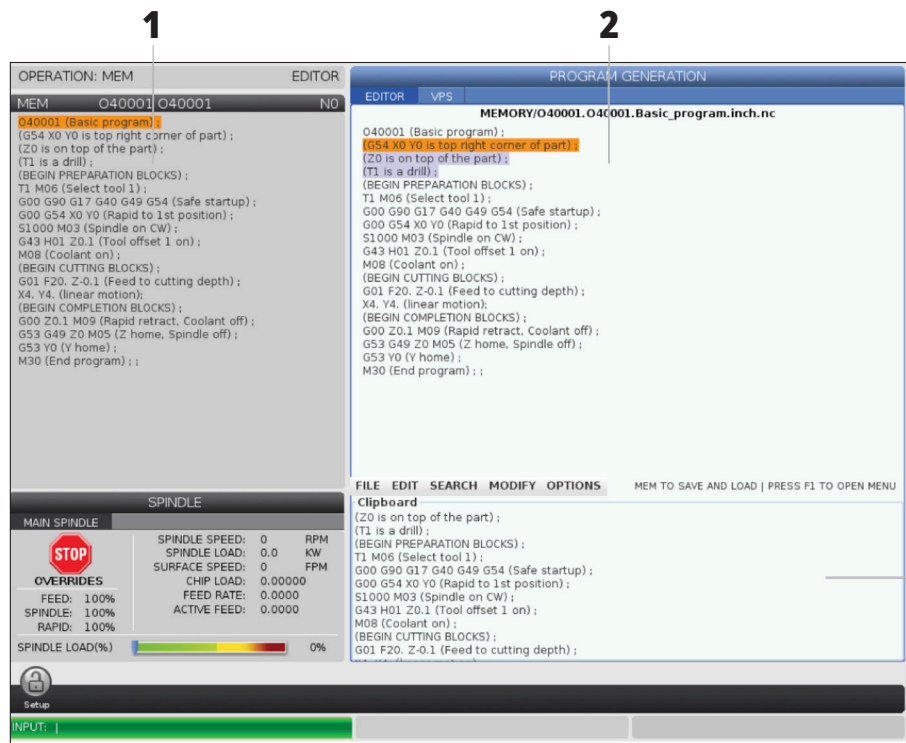 1
2
OPERATION: MEM EDITOR
MEM O40001 O40001 N0
O40001 (Basic program) ;
(G54 X0 Y0 is top right corner of part) ;
(Z0 is on top of the part) ;
(T1 is a drill) ;
(BEGIN PREPARATION BLOCKS) ;
T1 M06 (Select tool 1) ;
G00 G90 G17 G40 G49 G54 (Safe startup) ;
G00 G54 X0 Y0 (Rapid to 1st position) ;
S1000 M03 (Spindle on CW) ;
G43 H01 Z0.1 (Tool offset 1 on) ;
M08 (Coolant on) ;
(BEGIN CUTTING BLOCKS) ;
G01 F20. Z-0.1 (Feed to cutting depth) ;
X4. Y4. (linear motion);
(BEGIN COMPLETION BLOCKS) ;
G00 Z0.1 M09 (Rapid retract, Coolant off) ;
G53 G49 Z0 M05 (Z home, Spindle off) ;
G53 Y0 (Y home) ;
M30 (End program) ; ;
PROGRAM GENERATION
EDITOR VPS
MEMORY/O40001.O40001.Basic_program.inch.nc
O40001 (Basic program) ;
(G54 X0 Y0 is top right corner of part) ;
(Z0 is on top of the part) ;
(T1 is a drill) ;
(BEGIN PREPARATION BLOCKS) ;
T1 M06 (Select tool 1) ;
G00 G90 G17 G40 G49 G54 (Safe startup) ;
G00 G54 X0 Y0 (Rapid to 1st position) ;
S1000 M03 (Spindle on CW) ;
G43 H01 Z0.1 (Tool offset 1 on) ;
M08 (Coolant on) ;
(BEGIN CUTTING BLOCKS) ;
G01 F20. Z-0.1 (Feed to cutting depth) ;
X4. Y4. (linear motion);
(BEGIN COMPLETION BLOCKS) ;
G00 Z0.1 M09 (Rapid retract, Coolant off) ;
G53 G49 Z0 M05 (Z home, Spindle off) ;
G53 Y0 (Y home) ;
M30 (End program) ; ;
FILE EDIT SEARCH MODIFY OPTIONS MEM TO SAVE AND LOAD | PRESS F1 TO OPEN MENU
Clipboard
(Z0 is on top of the part) ;
(T1 is a drill) ;
(BEGIN PREPARATION BLOCKS) ;
T1 M06 (Select tool 1) ;
G00 G90 G17 G40 G49 G54 (Safe startup) ;
G00 G54 X0 Y0 (Rapid to 1st position) ;
S1000 M03 (Spindle on CW) ;
G43 H01 Z0.1 (Tool offset 1 on) ;
M08 (Coolant on) ;
(BEGIN CUTTING BLOCKS) ;
G01 F20. Z-0.1 (Feed to cutting depth) ;
SPINDLE
MAIN SPINDLE
STOP
OVERRIDES
FEED: 100%
SPINDLE: 100%
RAPID: 100%
SPINDLE SPEED: 0 RPM
SPINDLE LOAD: 0.0 KW
SURFACE SPEED: 0 FPM
CHIP LOAD: 0.00000
FEED RATE: 0.0000
ACTIVE FEED: 0.0000
SPINDLE LOAD(%) 0%
Setup
INPUT: |